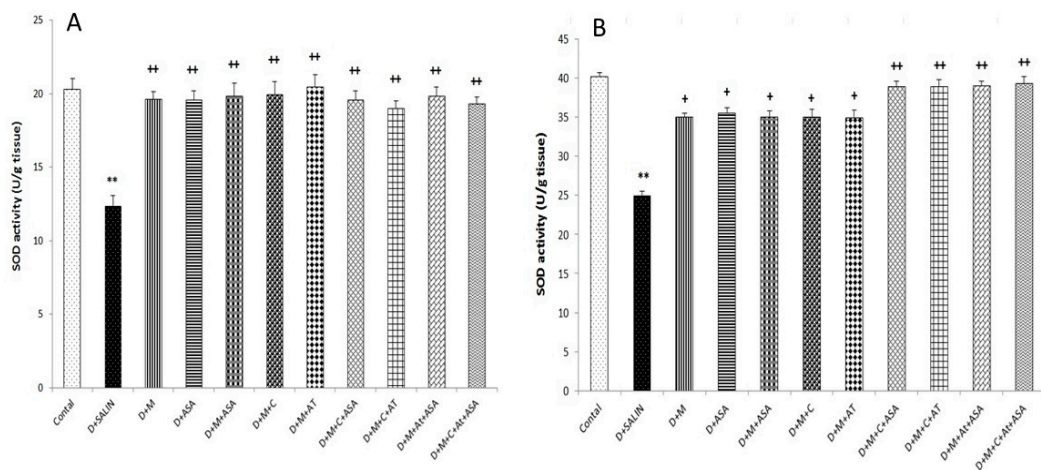 A
SOD activity (U/g tissue)
25
20
15
10
5
0
‡‡ ‡‡ ‡‡ ‡‡ ‡‡ ‡‡ ‡‡ ‡‡ ‡‡
**
Contal D+SALIN D+M D+ASA D+M+ASA D+M+C D+M+AT D+M+C+ASA D+M+C+AT D+M+At+ASA D+M+C+At+ASA
B
SOD activity (U/g tissue)
45
40
35
30
25
20
15
10
5
0
‡‡ ‡‡ ‡‡ ‡‡
+ + + + +
**
Contal D+SALIN D+M D+ASA D+M+ASA D+M+C D+M+AT D+M+C+ASA D+M+C+AT D+M+At+ASA D+M+C+At+ASA